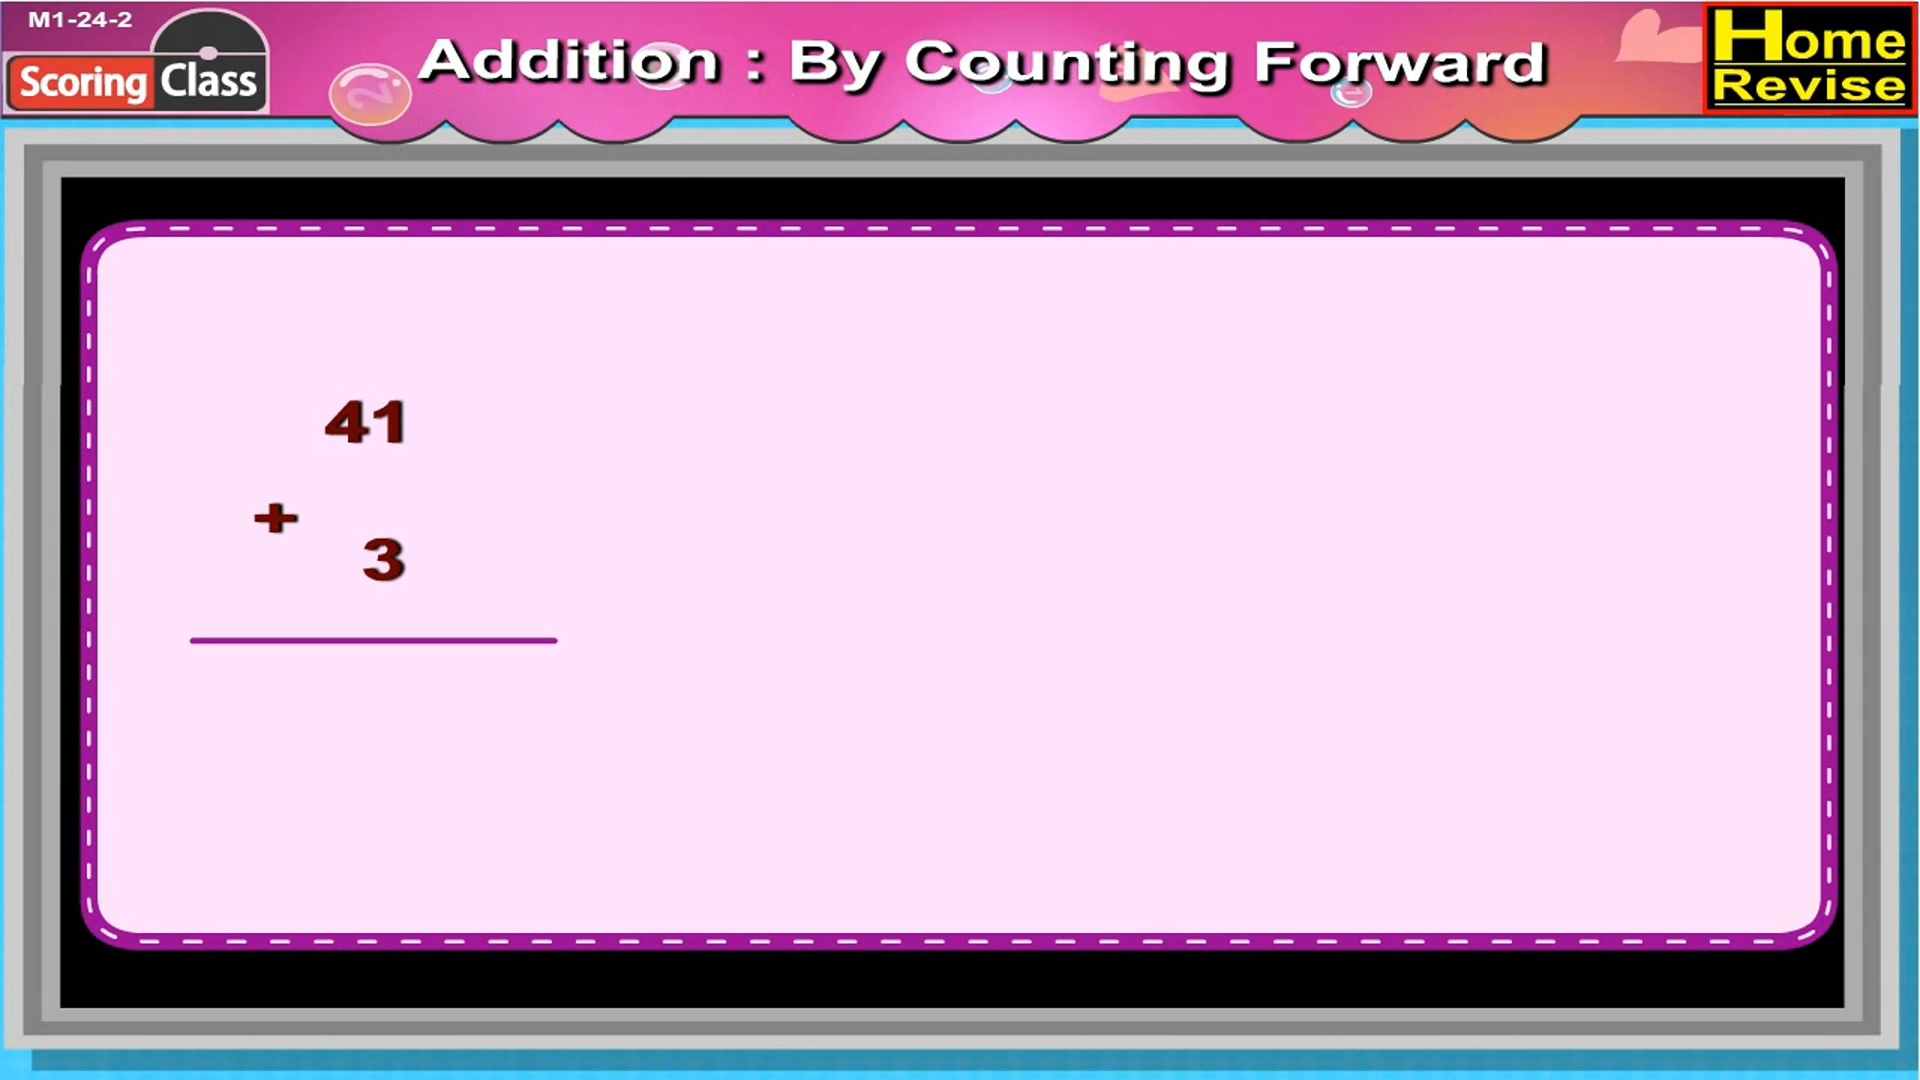 M1-24-2
Scoring Class
Addition : By Counting Forward
Home
Revise
41
+
3